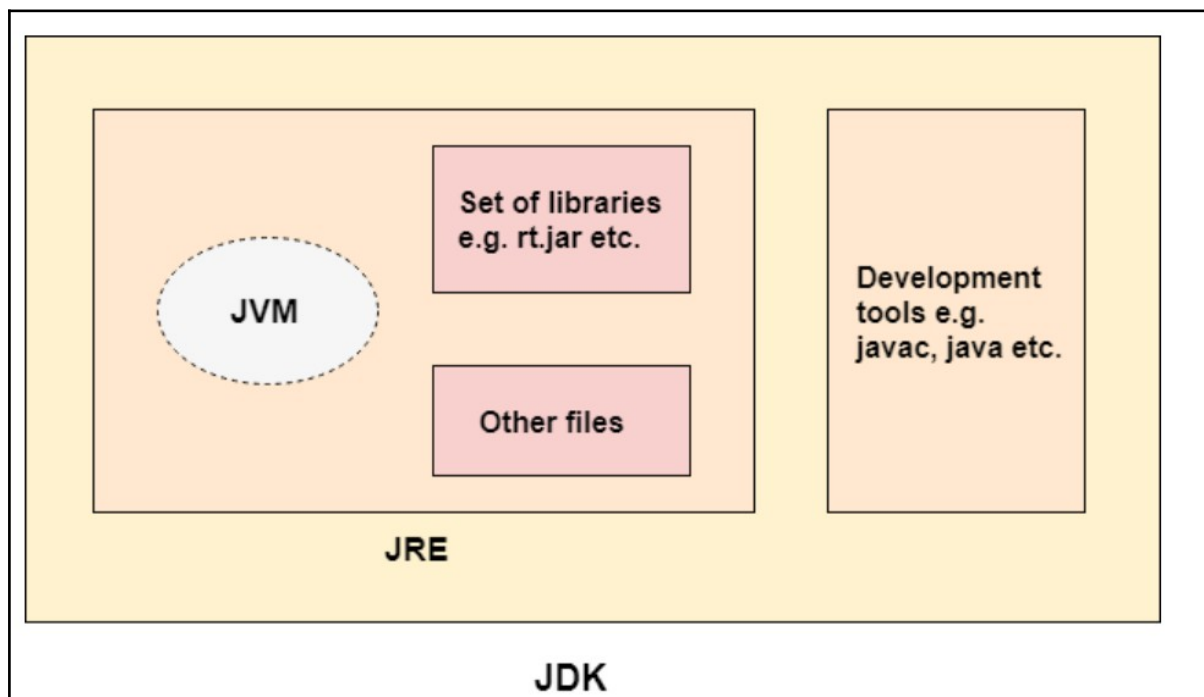 Set of libraries
e.g. rt.jar etc.
JVM
Development
tools e.g.
javac, java etc.
Other files
JRE
JDK